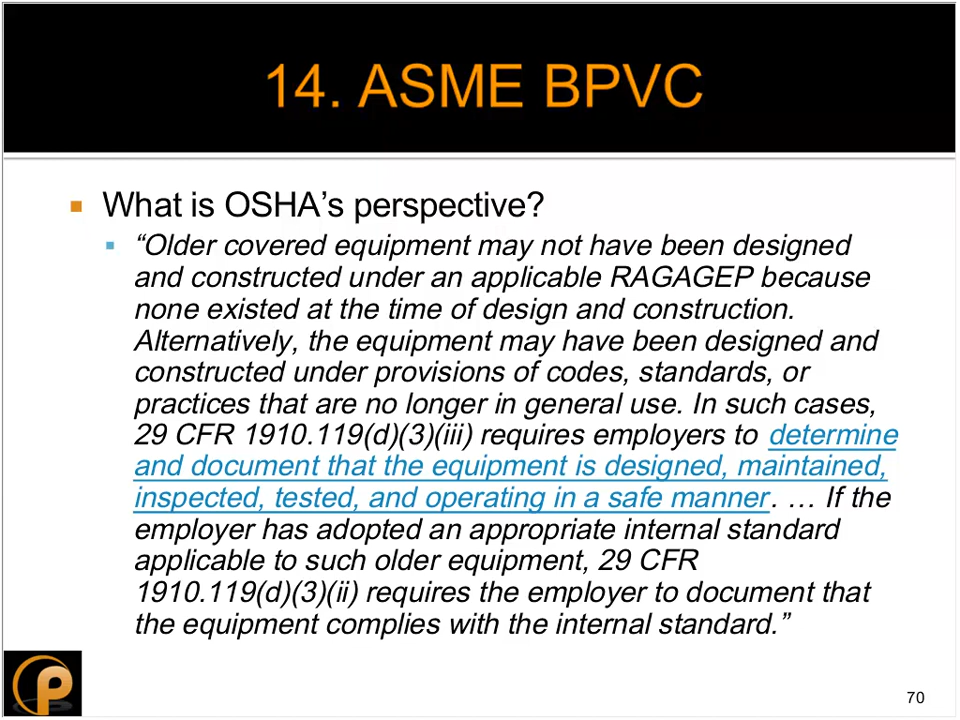 14. ASME BPVC
What is OSHA’s perspective?
“Older covered equipment may not have been designed
and constructed under an applicable RAGAGEP because
none existed at the time of design and construction.
Alternatively, the equipment may have been designed and
constructed under provisions of codes, standards, or
practices that are no longer in general use. In such cases,
29 CFR 1910.119(d)(3)(iii) requires employers to determine
and document that the equipment is designed, maintained,
inspected, tested, and operating in a safe manner. … If the
employer has adopted an appropriate internal standard
applicable to such older equipment, 29 CFR
1910.119(d)(3)(ii) requires the employer to document that
the equipment complies with the internal standard.”
P
70